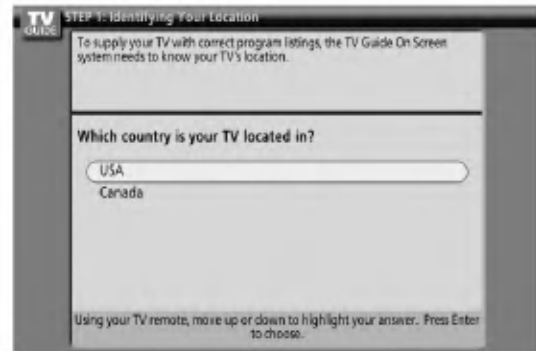 TV
GUIDE
STEP 1: Identifying Your Location
To supply your TV with correct program listings, the TV Guide On Screen
system needs to know your TV's location.
Which country is your TV located in?
USA
Canada
Using your TV remote, move up or down to highlight your answer. Press Enter
to choose.